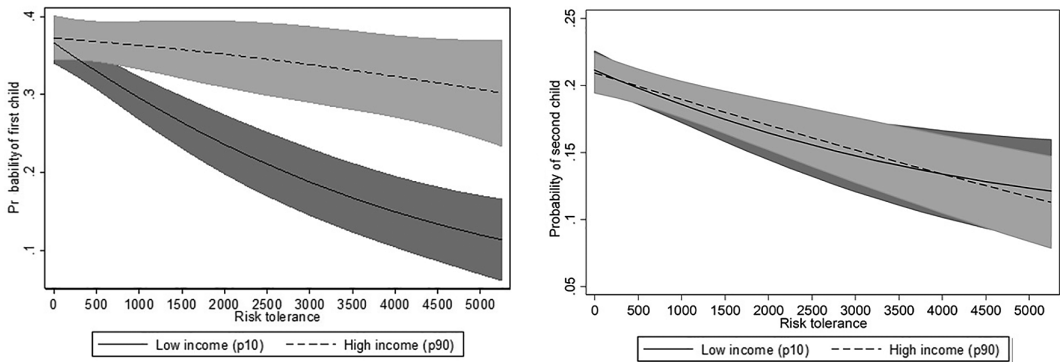 Pr bability of first child
.4
.3
.2
.1
0 500 1000 1500 2000 2500 3000 3500 4000 4500 5000
Risk tolerance
Low income (p10) High income (p90)
Probability of second child
.25
.2
.15
.1
.05
0 500 1000 1500 2000 2500 3000 3500 4000 4500 5000
Risk tolerance
Low income (p10) High income (p90)